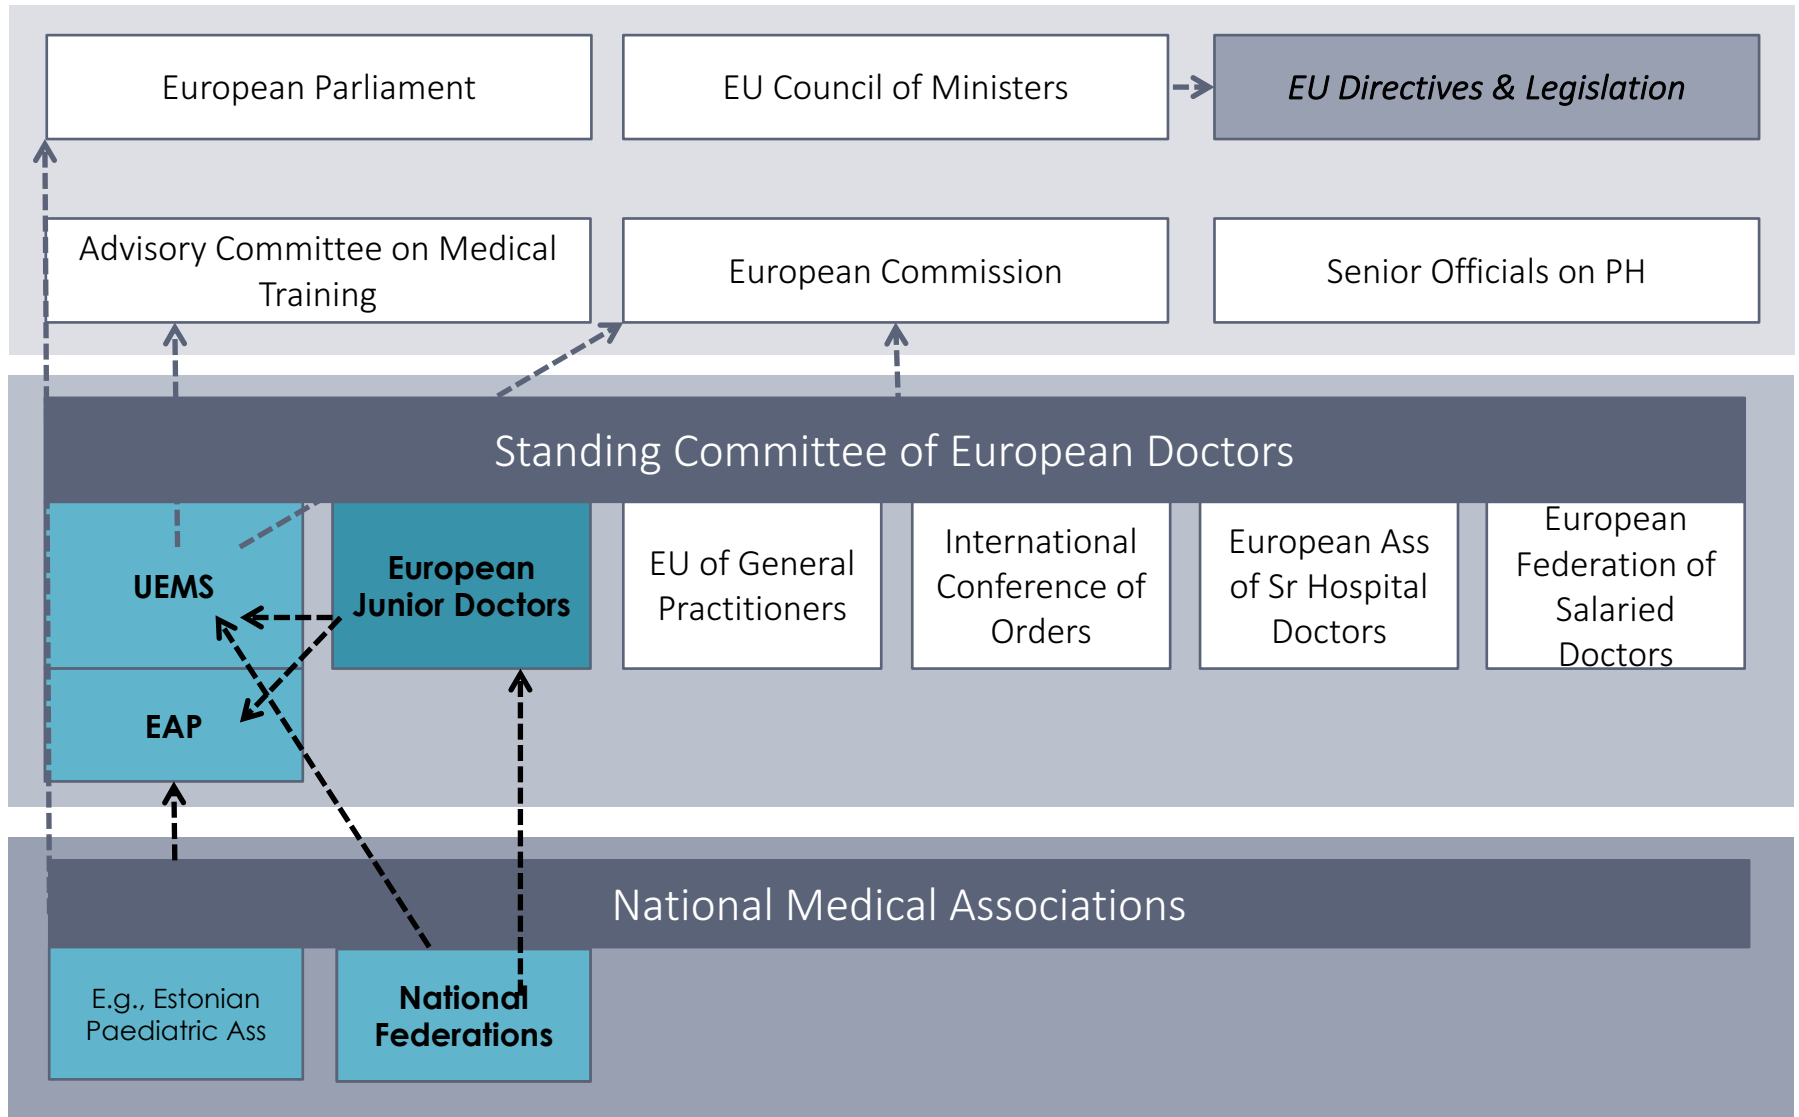 European Parliament
EU Council of Ministers
EU Directives & Legislation
Advisory Committee on Medical
Training
European Commission
Senior Officials on PH
Standing Committee of European Doctors
UEMS
European
Junior Doctors
EU of General
Practitioners
International
Conference of
Orders
European Ass
of Sr Hospital
Doctors
European
Federation of
Salaried
Doctors
EAP
National Medical Associations
E.g., Estonian
Paediatric Ass
National
Federations